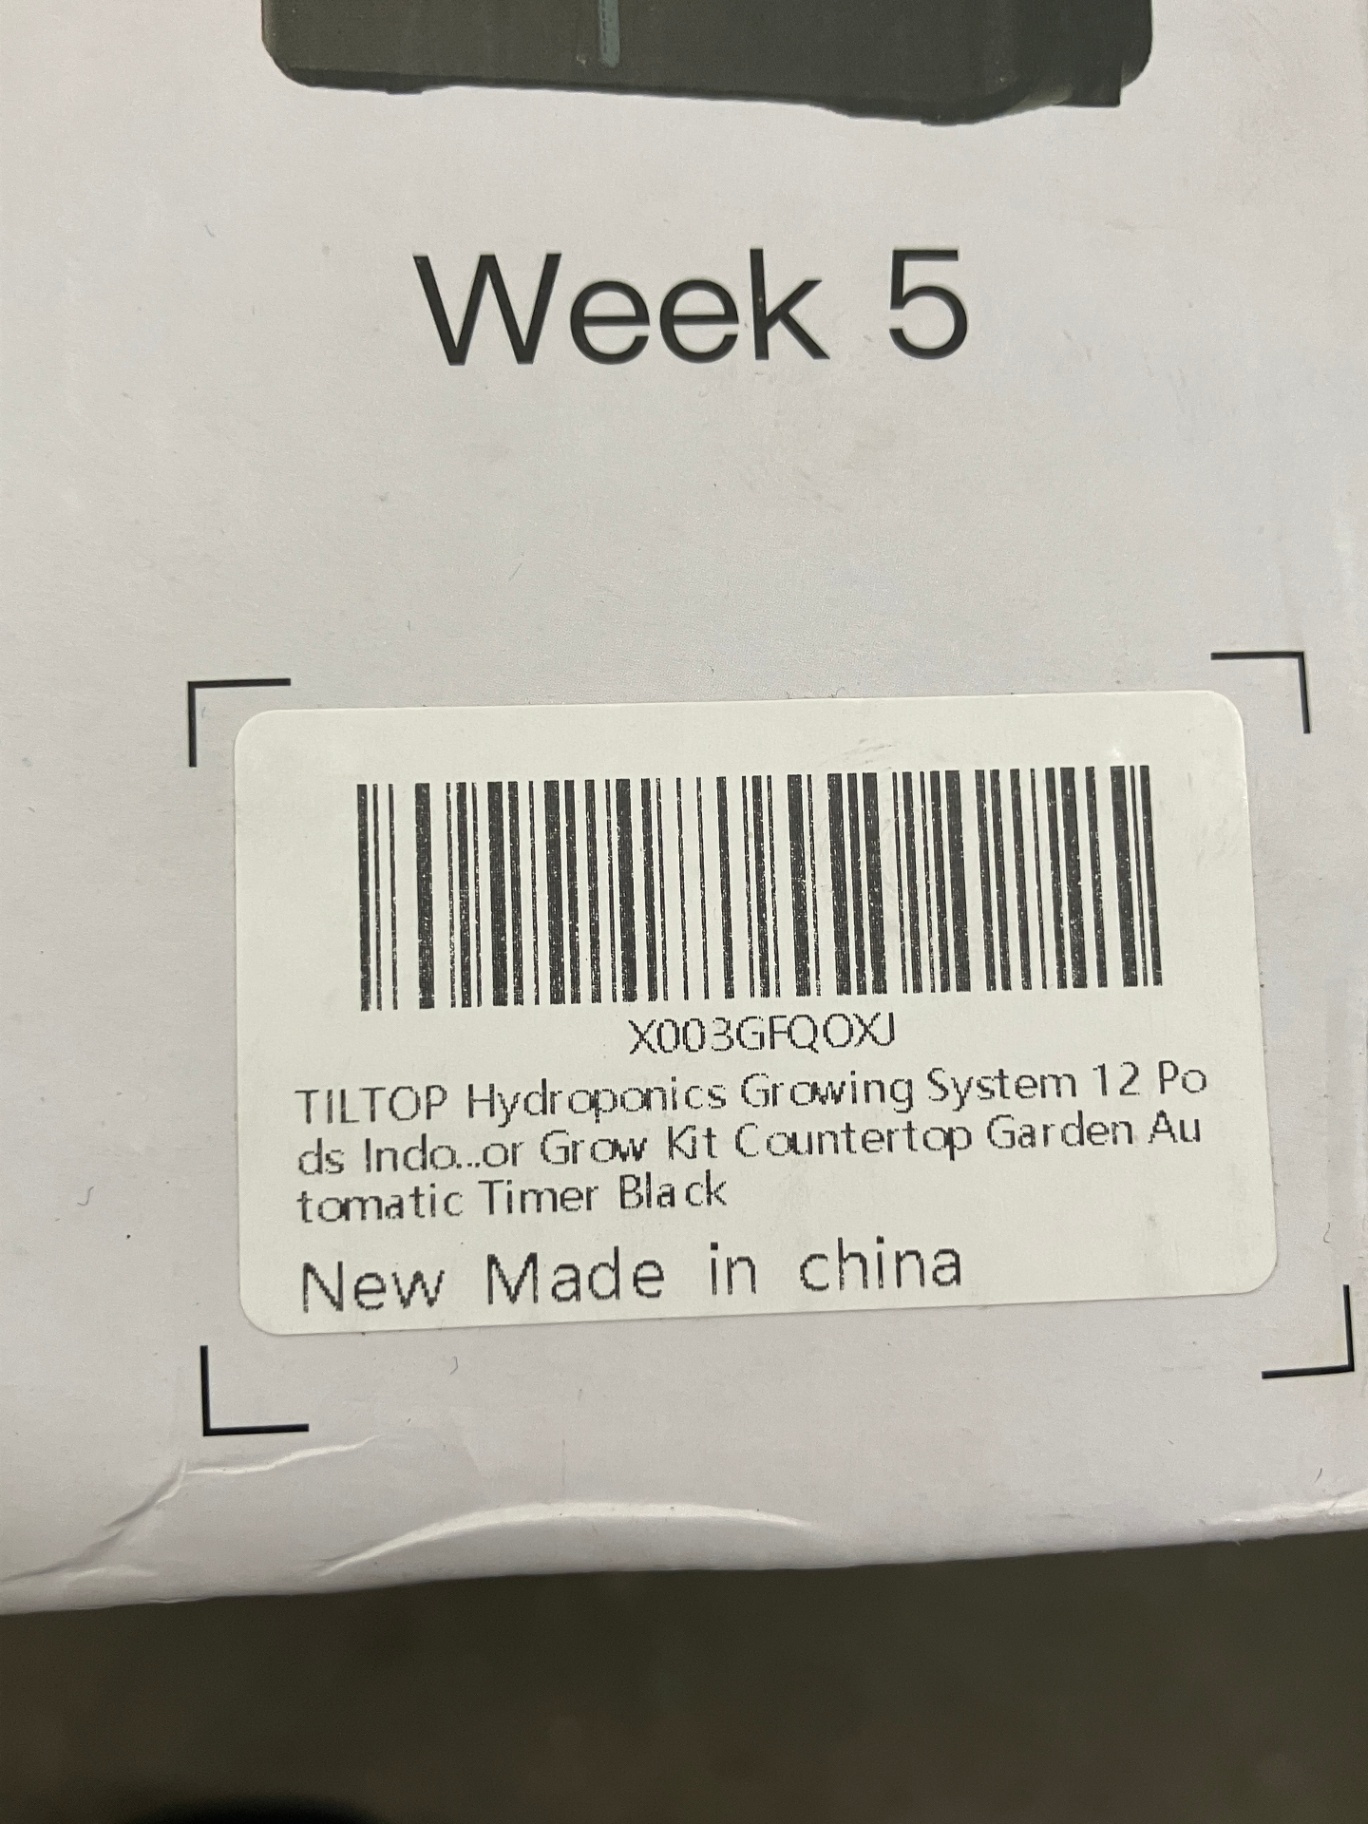 Week 5
X003GFQOXJ
TILTOP Hydroponics Growing System 12 Po
ds Indo...or Grow Kit Countertop Garden Au
tomatic Timer Black
New Made in china